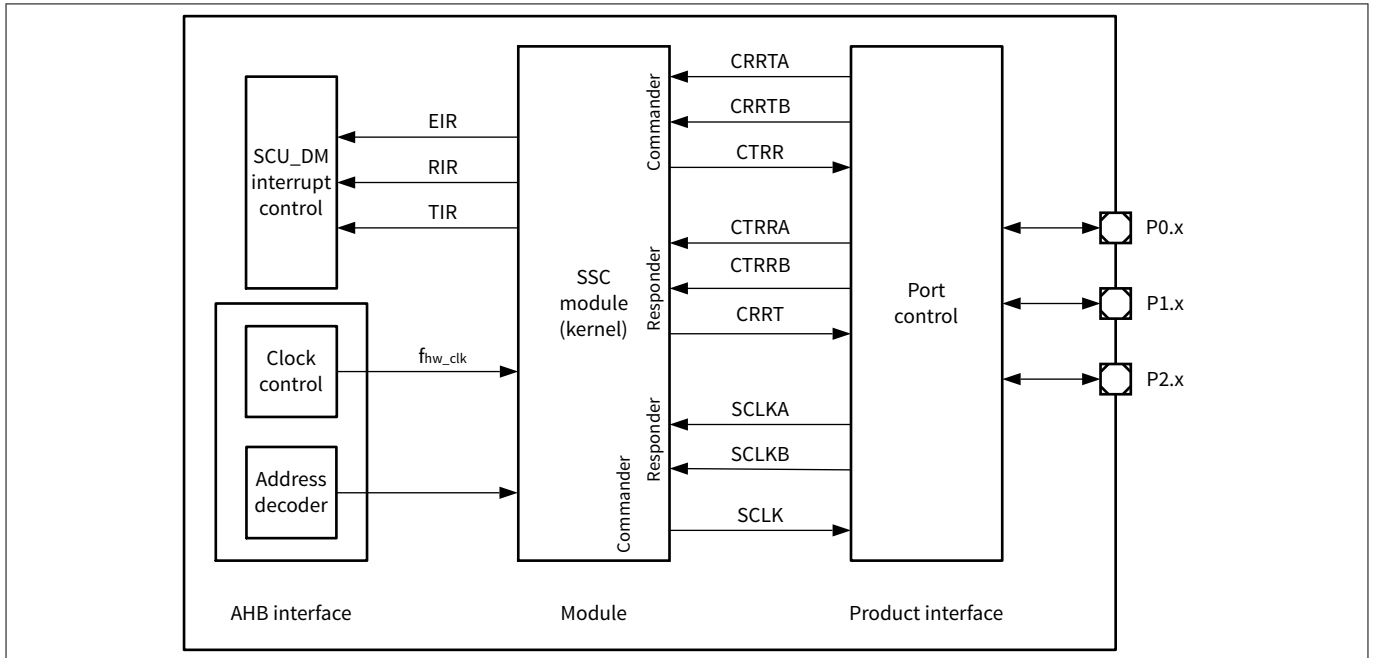 SCU_DM
interrupt
control
EIR
RIR
TIR
Clock
control
fhw_clk
Address
decoder
AHB interface
SSC
module
(kernel)
Commander
Responder
Responder
Commander
Module
CRRTA
CRRTB
CTRR
CTRRA
CTRRB
CRRT
SCLKA
SCLKB
SCLK
Port
control
Product interface
P0.x
P1.x
P2.x